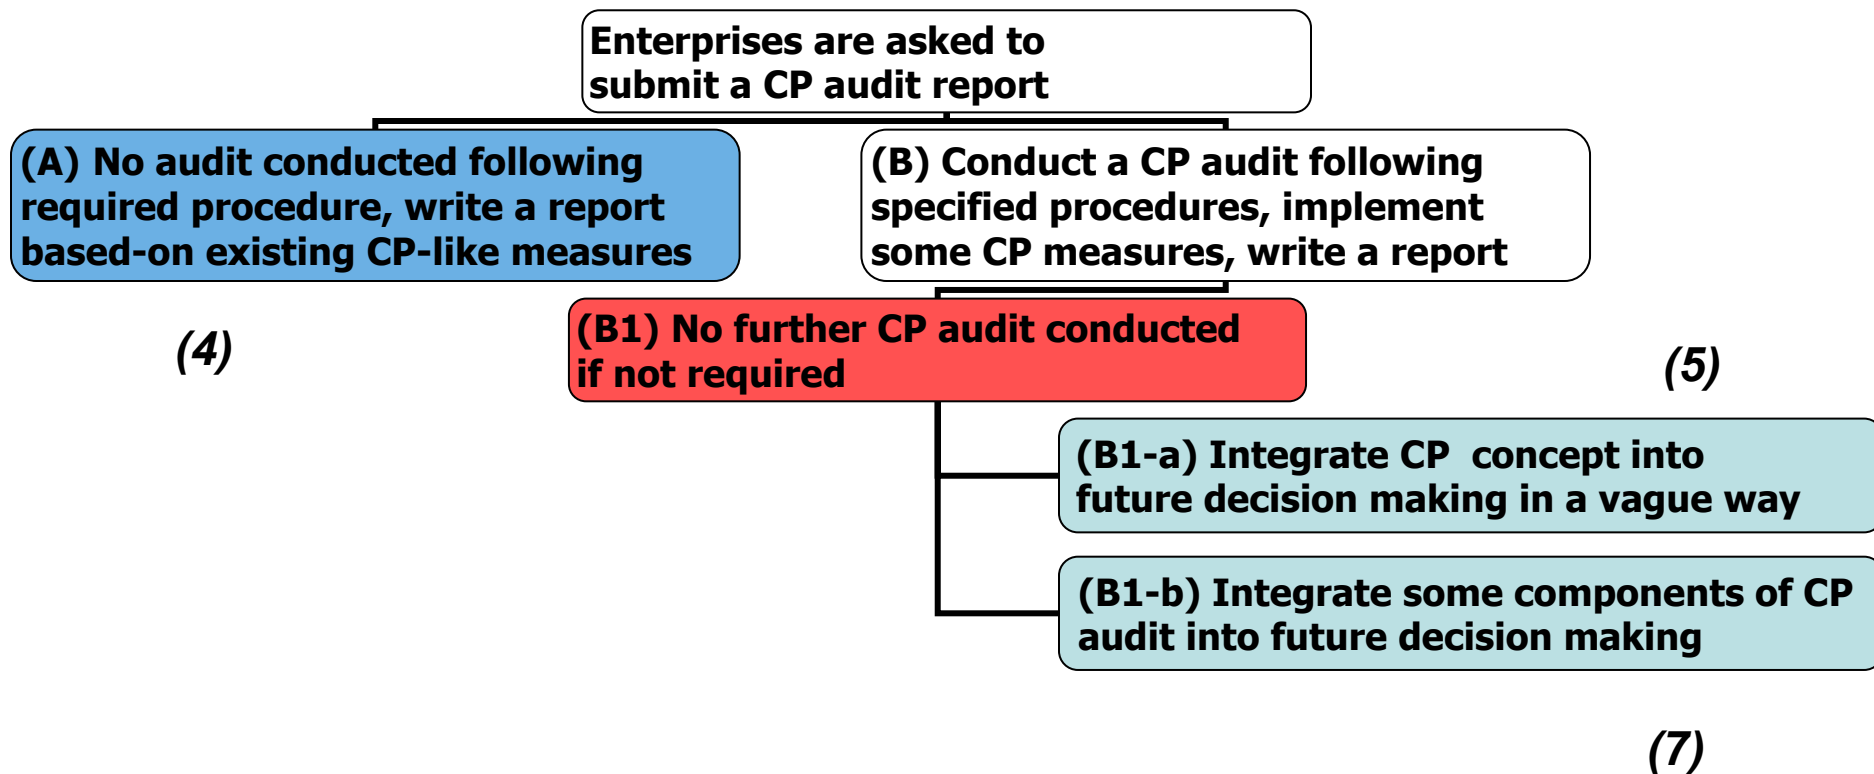 Enterprises are asked to
submit a CP audit report
(A) No audit conducted following
required procedure, write a report
based-on existing CP-like measures
(B) Conduct a CP audit following
specified procedures, implement
some CP measures, write a report
(4)
(B1) No further CP audit conducted
if not required
(5)
(B1-a) Integrate CP  concept into
future decision making in a vague way
(B1-b) Integrate some components of CP
audit into future decision making
(7)